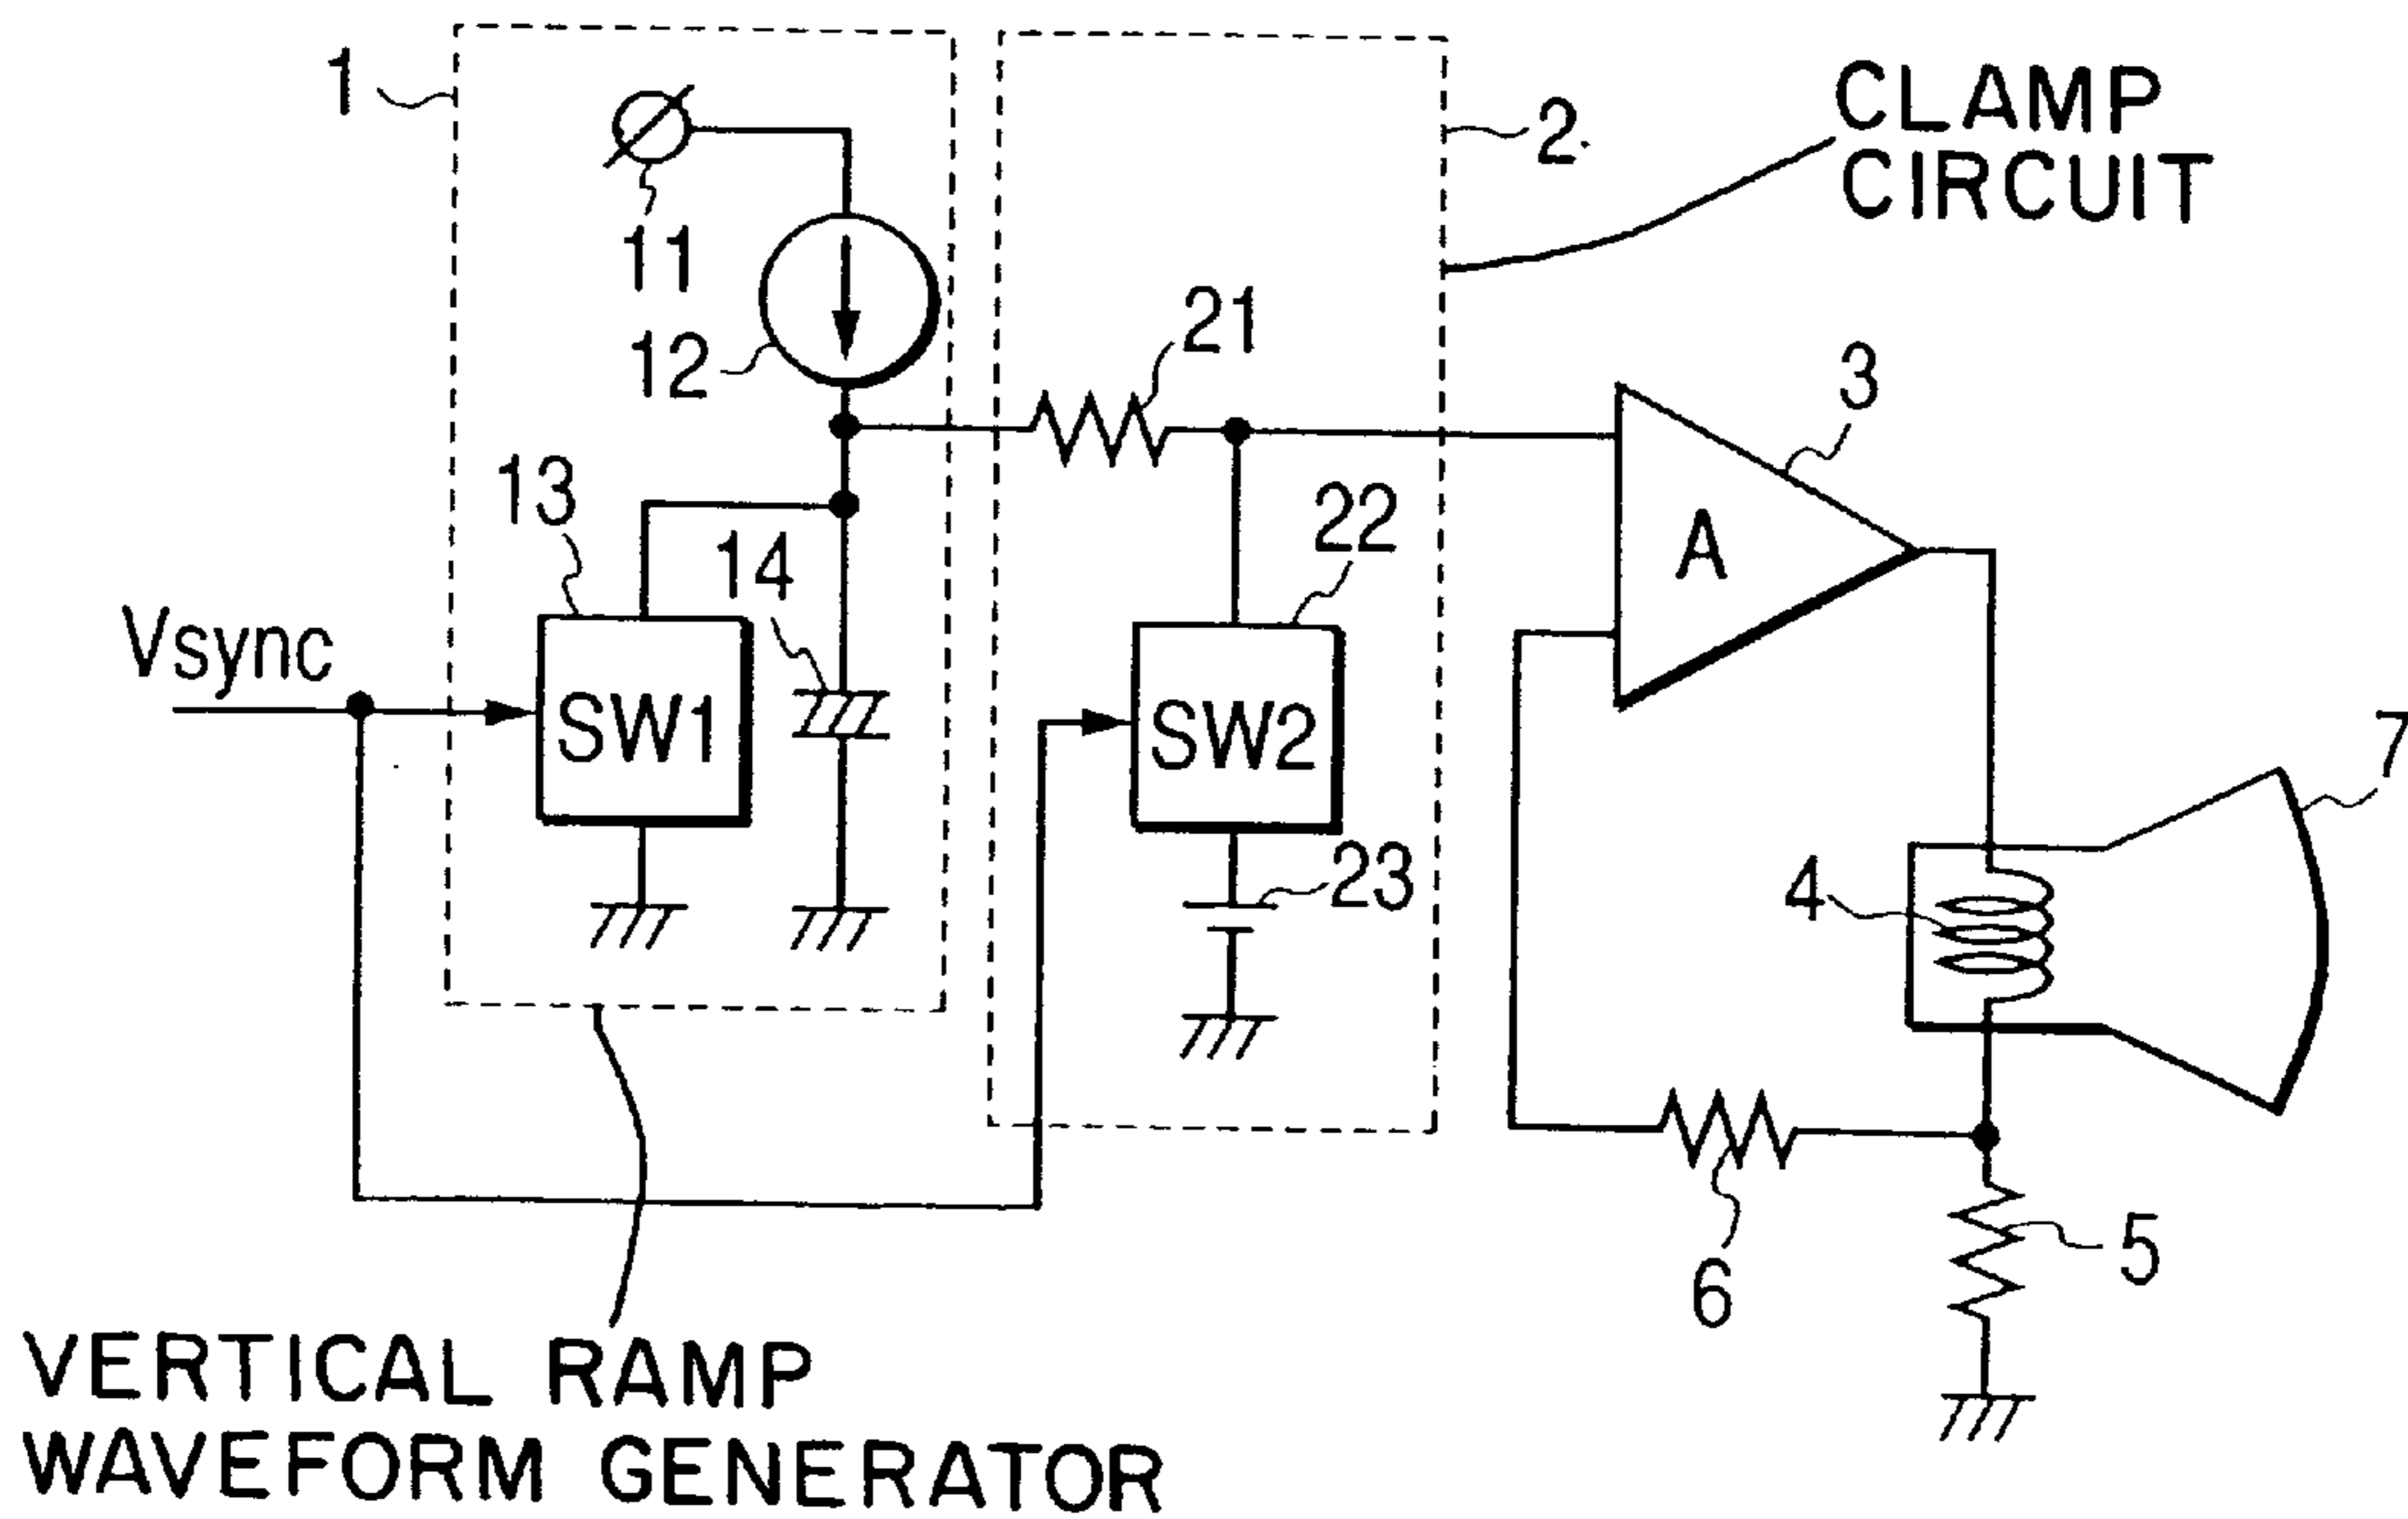 1
2
CLAMP
CIRCUIT
11
12
21
3
13
14
22
A
Vsync
SW1
SW2
7
23
4
6
5
VERTICAL RAMP
WAVEFORM GENERATOR